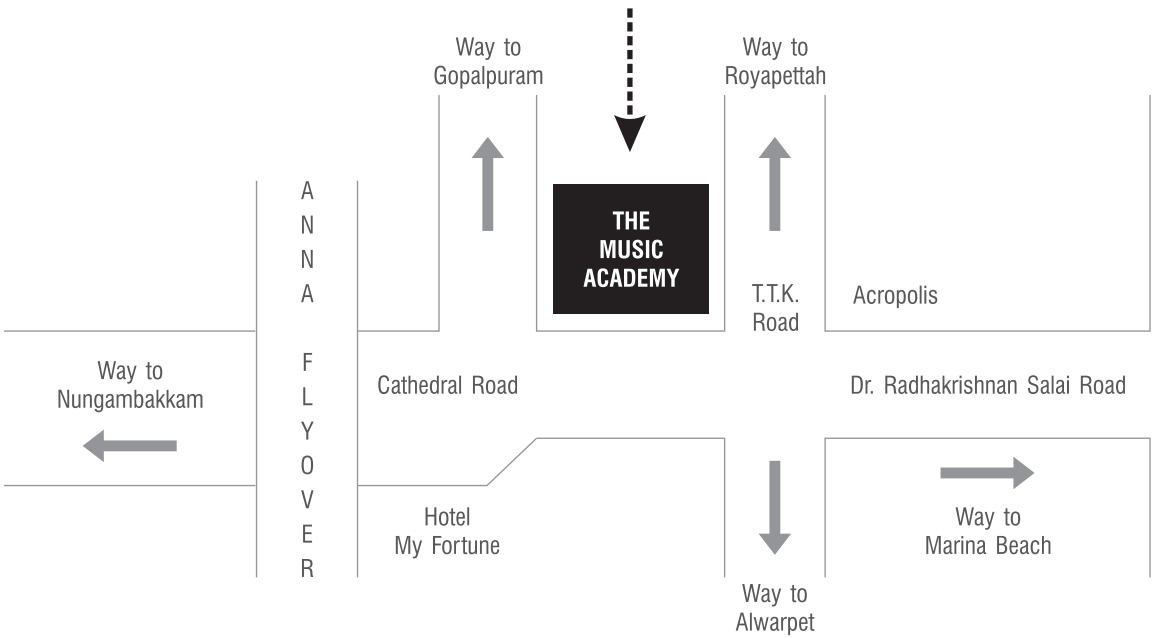 Way to
Gopalpuram
Way to
Royapettah
THE
MUSIC
ACADEMY
A
N
N
A
F
L
Y
O
V
E
R
T.T.K.
Road
Acropolis
Way to
Nungambakkam
Cathedral Road
Dr. Radhakrishnan Salai Road
Hotel
My Fortune
Way to
Marina Beach
Way to
Alwarpet